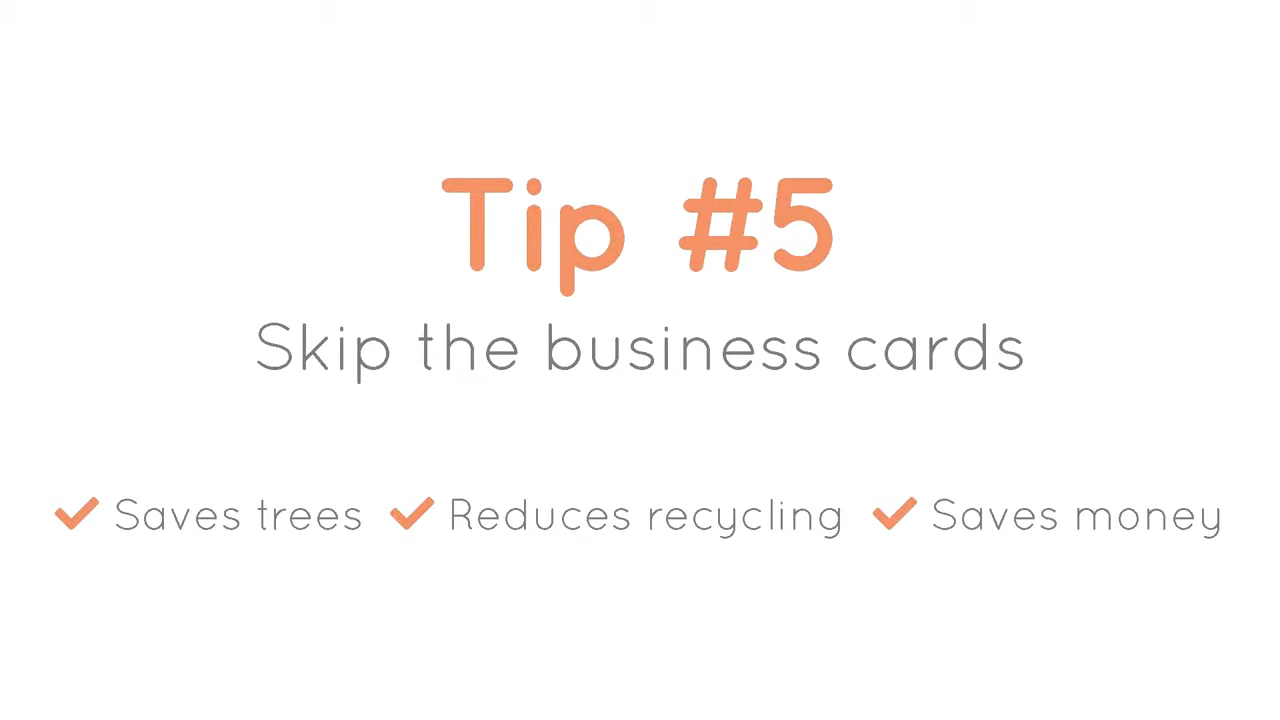 Tip #5
Skip the business cards
Saves trees Reduces recycling Saves money